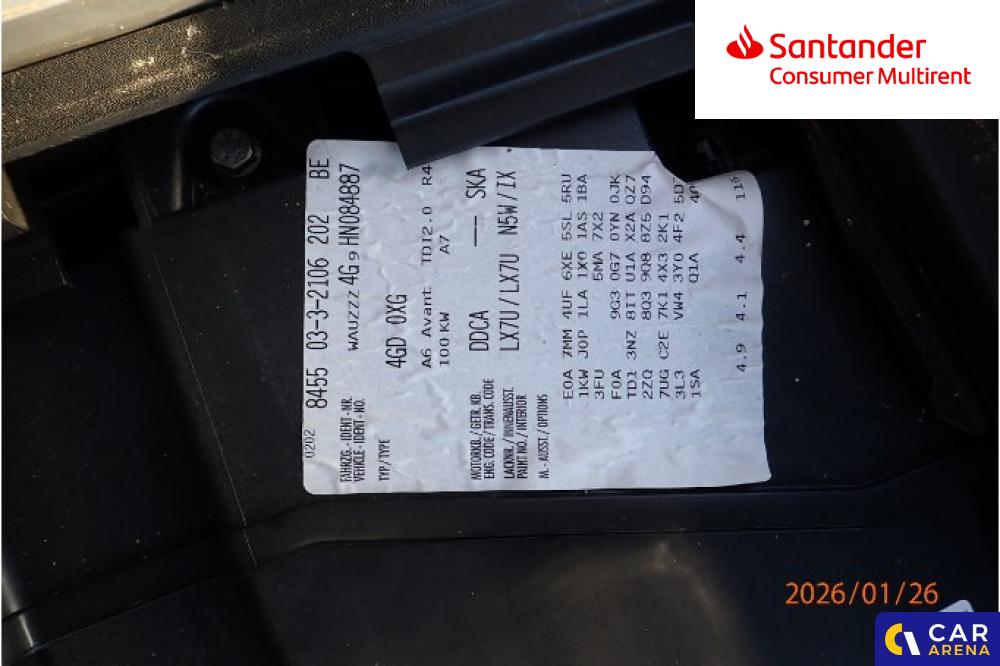 Santander
Consumer Multirent
0202 8455 03-3-2106 202 BE
FAHRZG.-IDENT-NR.
VEHICLE-IDENT-NO.
WAUZZZ4G9HN084887
TYP/TYPE
4GD 0XG
A6 Avant TDI2.0 R4
100 KW A7
MOTORKB./GETR.KB.
ENG.CODE/TRANS.CODE
DDCA —— SKA
LACKNR./INNENAUSST.
PAINT NO./INTERIOR
LX7U/LX7U N5W/IX
M.-AUSST./OPTIONS
E0A 7MM 4UF 6XE 5SL 5RU
1KW J0P 1LA 1X0 1AS 1BA
3FU 5MA 7X2
F0A 9G3 0G7 0YN 0JK
TD1 3NZ 8IT U1A X2A QZ7
2ZQ 8Q3 9Q8 8Z5 D94
7UG C2E 7K1 4X3 2K1
3L3 VW4 3Y0 4F2 5D
1SA Q1A
4.9 4.1 4.4 116
2026/01/26
CAR
ARENA